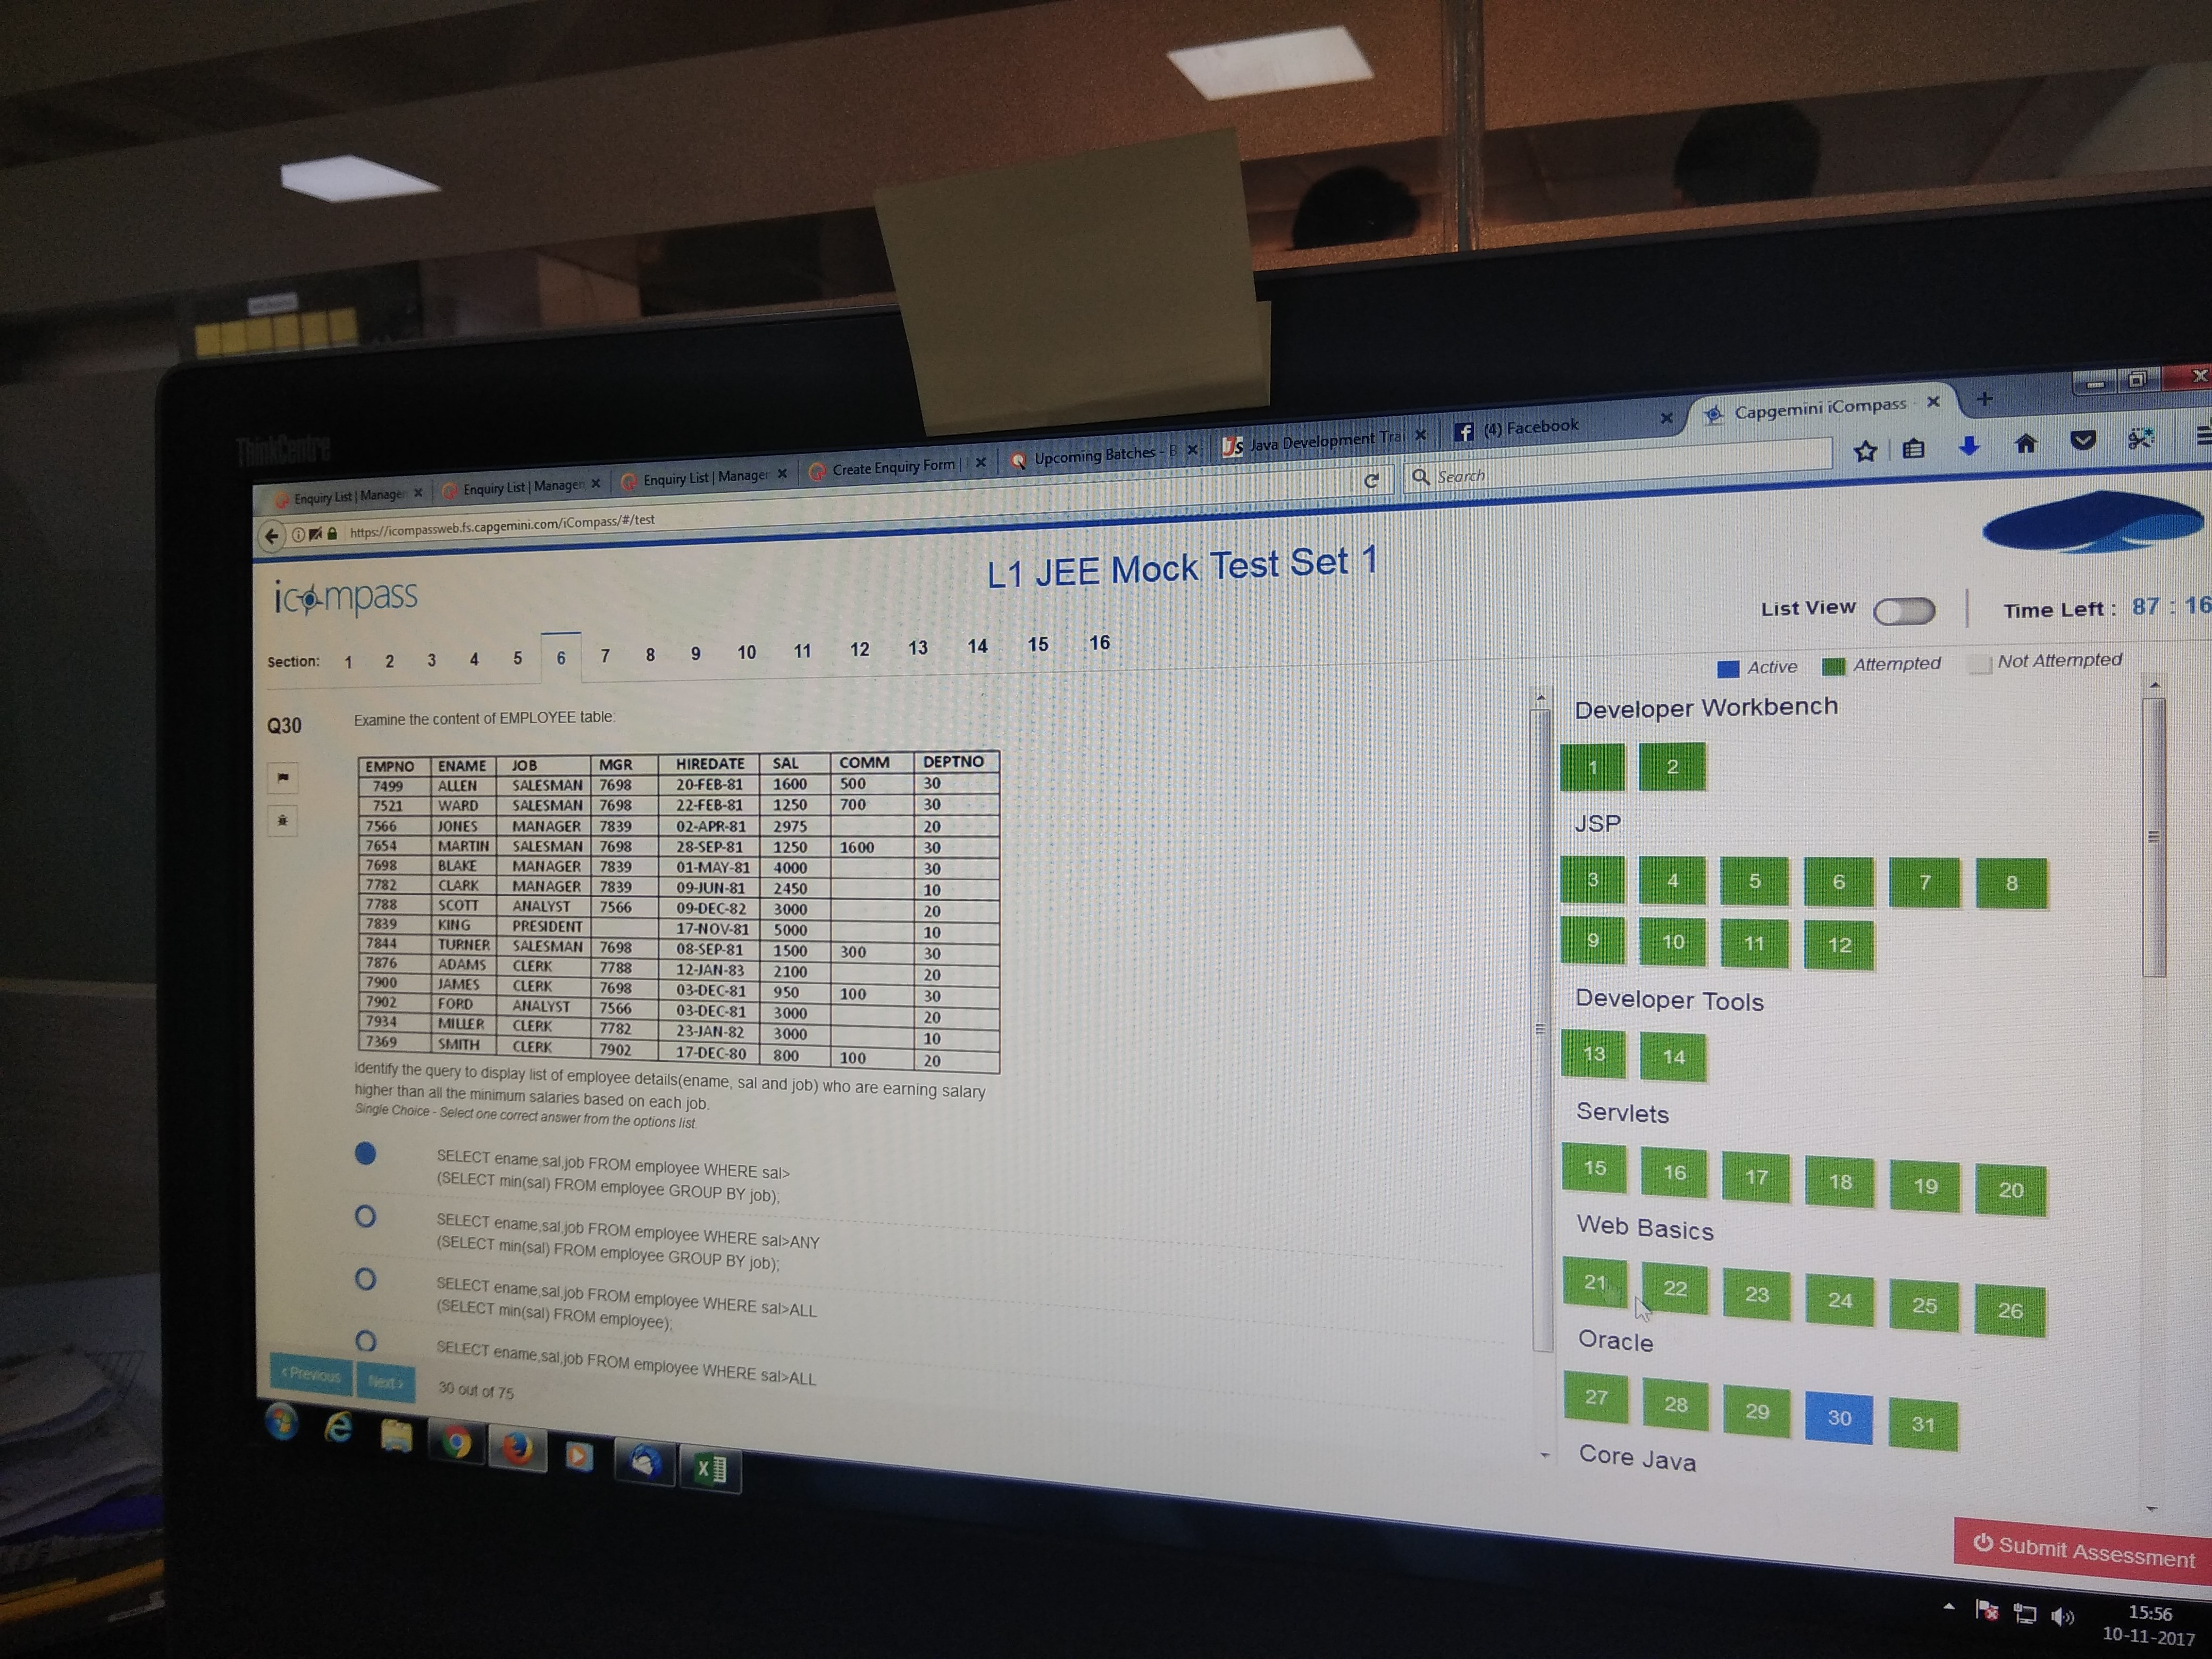 ThinkCentre
Enquiry List | Manager
Enquiry List | Manager
Enquiry List | Manager
Create Enquiry Form |
Upcoming Batches - B
Java Development Trai
(4) Facebook
Capgemini iCompass
https://icompassweb.fs.capgemini.com/iCompass/#/test
Search
icompass
L1 JEE Mock Test Set 1
List View
Time Left : 87 : 16
Section: 1 2 3 4 5 6 7 8 9 10 11 12 13 14 15 16
Active Attempted Not Attempted
Q30
Examine the content of EMPLOYEE table:
EMPNO ENAME JOB MGR HIREDATE SAL COMM DEPTNO
7499 ALLEN SALESMAN 7698 20-FEB-81 1600 500 30
7521 WARD SALESMAN 7698 22-FEB-81 1250 700 30
7566 JONES MANAGER 7839 02-APR-81 2975 20
7654 MARTIN SALESMAN 7698 28-SEP-81 1250 1600 30
7698 BLAKE MANAGER 7839 01-MAY-81 4000 30
7782 CLARK MANAGER 7839 09-JUN-81 2450 10
7788 SCOTT ANALYST 7566 09-DEC-82 3000 20
7839 KING PRESIDENT 17-NOV-81 5000 10
7844 TURNER SALESMAN 7698 08-SEP-81 1500 300 30
7876 ADAMS CLERK 7788 12-JAN-83 2100 20
7900 JAMES CLERK 7698 03-DEC-81 950 100 30
7902 FORD ANALYST 7566 03-DEC-81 3000 20
7934 MILLER CLERK 7782 23-JAN-82 3000 10
7369 SMITH CLERK 7902 17-DEC-80 800 100 20
Identify the query to display list of employee details(ename, sal and job) who are earning salary
higher than all the minimum salaries based on each job.
Single Choice - Select one correct answer from the options list.
SELECT ename,sal,job FROM employee WHERE sal>
(SELECT min(sal) FROM employee GROUP BY job);
SELECT ename,sal,job FROM employee WHERE sal>ANY
(SELECT min(sal) FROM employee GROUP BY job);
SELECT ename,sal,job FROM employee WHERE sal>ALL
(SELECT min(sal) FROM employee);
SELECT ename,sal,job FROM employee WHERE sal>ALL
< Previous
Next >
30 out of 75
Developer Workbench
1 2
JSP
3 4 5 6 7 8
9 10 11 12
Developer Tools
13 14
Servlets
15 16 17 18 19 20
Web Basics
21 22 23 24 25 26
Oracle
27 28 29 30 31
Core Java
Submit Assessment
15:56
10-11-2017